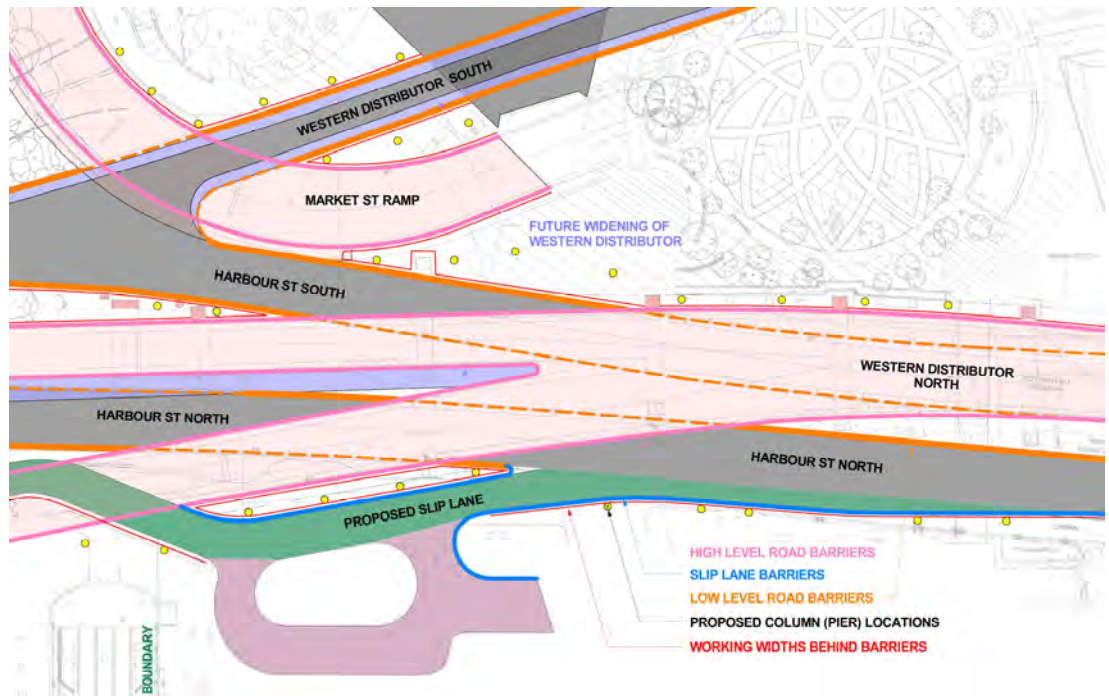 WESTERN DISTRIBUTOR SOUTH
MARKET ST RAMP
FUTURE WIDENING OF
WESTERN DISTRIBUTOR
HARBOUR ST SOUTH
WESTERN DISTRIBUTOR
NORTH
HARBOUR ST NORTH
HARBOUR ST NORTH
PROPOSED SLIP LANE
HIGH LEVEL ROAD BARRIERS
SLIP LANE BARRIERS
LOW LEVEL ROAD BARRIERS
PROPOSED COLUMN (PIER) LOCATIONS
WORKING WIDTHS BEHIND BARRIERS
BOUNDARY